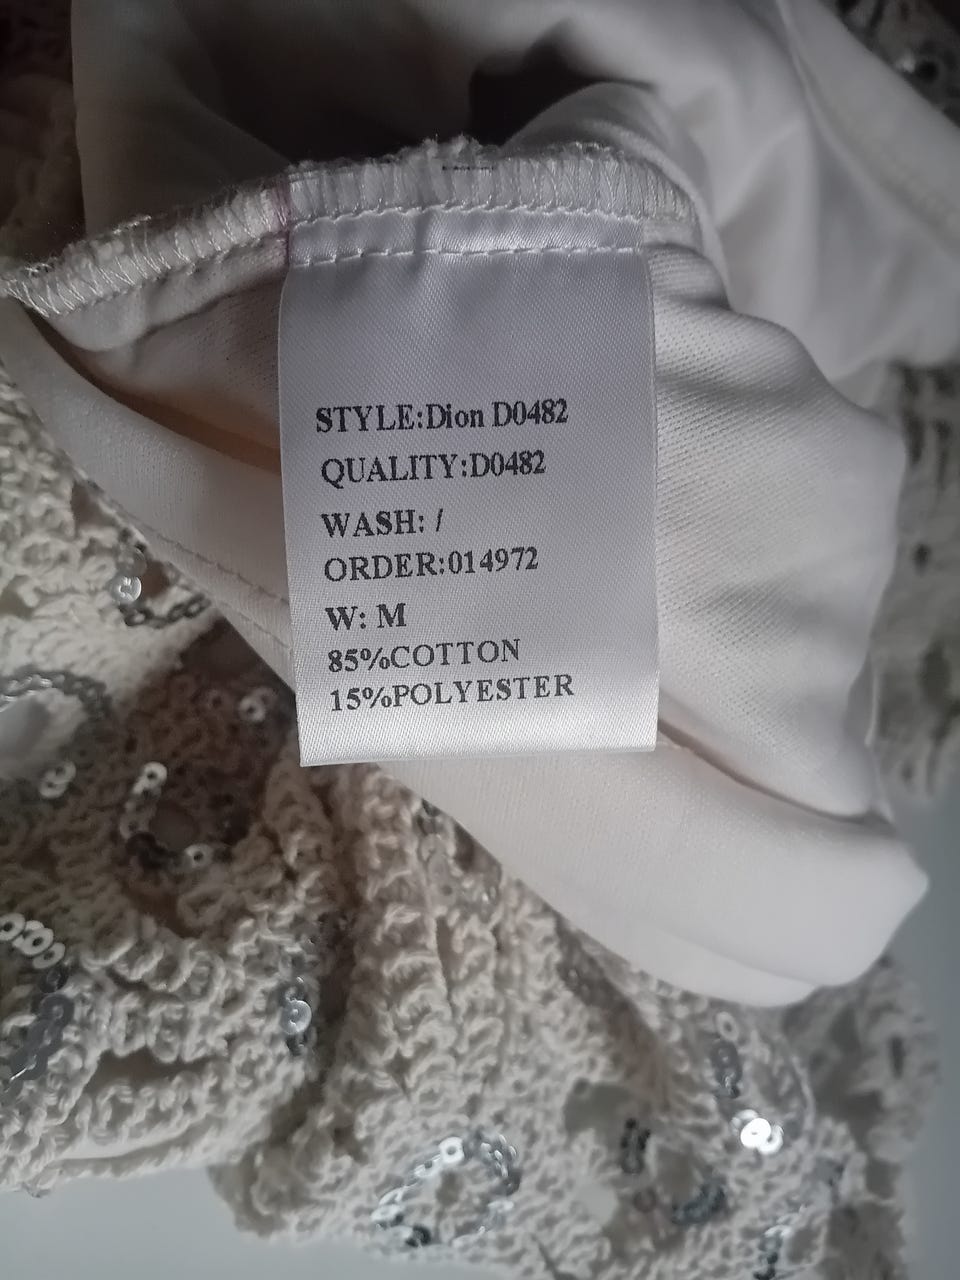 STYLE:Dion D0482
QUALITY:D0482
WASH: /
ORDER:014972
W: M
85%COTTON
15%POLYESTER